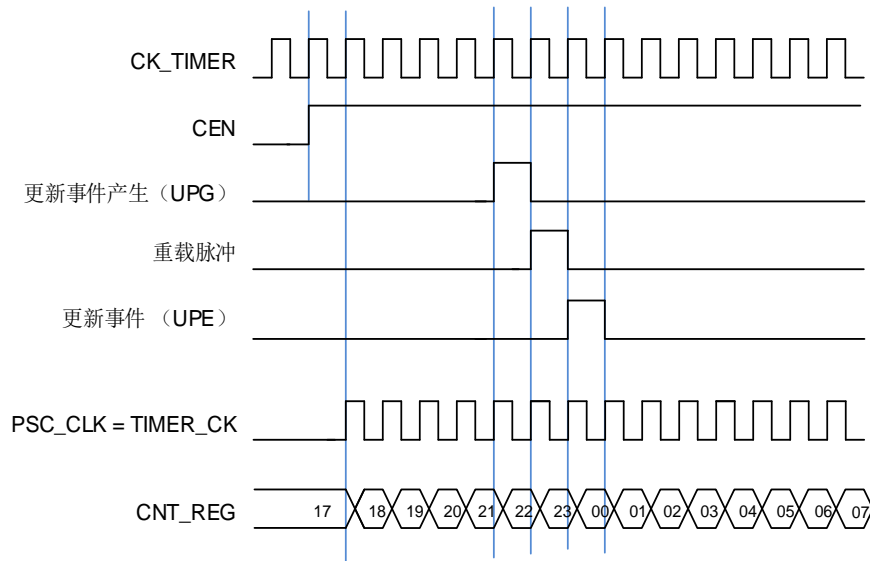 CK_TIMER
CEN
更新事件产生（UPG）
重载脉冲
更新事件 （UPE）
PSC_CLK = TIMER_CK
CNT_REG 17 18 19 20 21 22 23 00 01 02 03 04 05 06 07